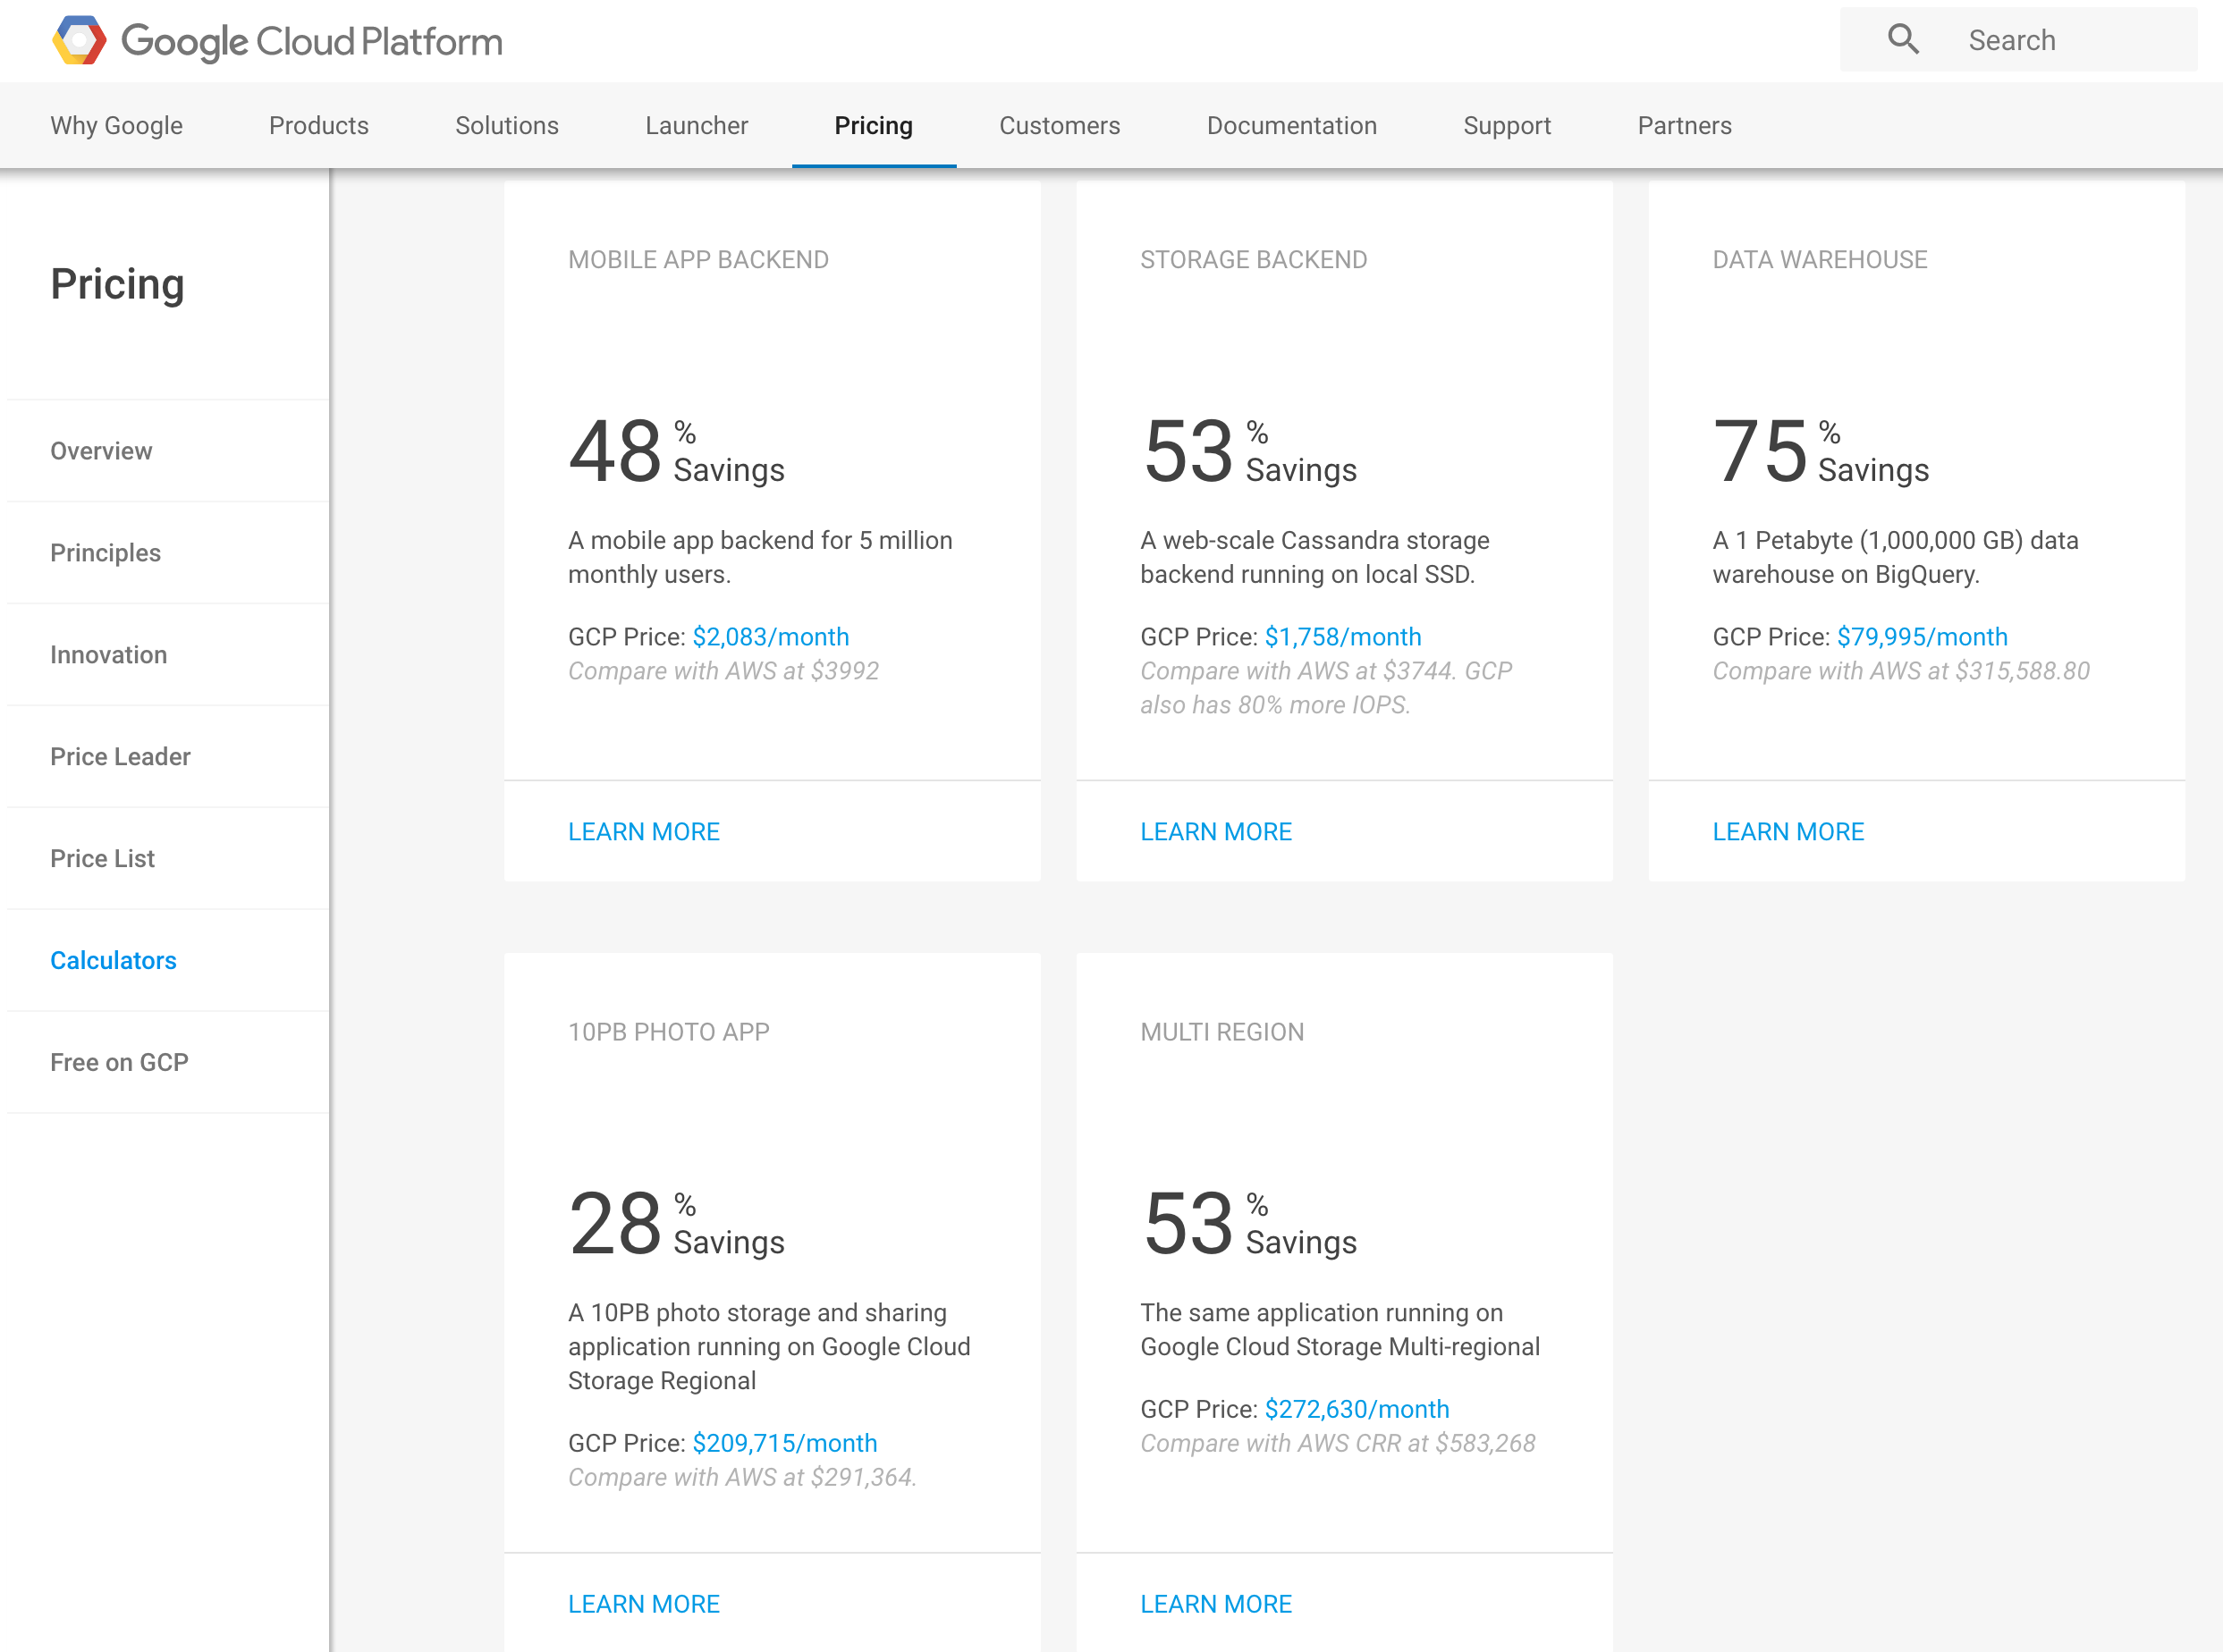 Google Cloud Platform
Search
Why Google
Products
Solutions
Launcher
Pricing
Customers
Documentation
Support
Partners
Pricing
Overview
Principles
Innovation
Price Leader
Price List
Calculators
Free on GCP
MOBILE APP BACKEND
48 %
Savings
A mobile app backend for 5 million
monthly users.
GCP Price: $2,083/month
Compare with AWS at $3992
LEARN MORE
STORAGE BACKEND
53 %
Savings
A web-scale Cassandra storage
backend running on local SSD.
GCP Price: $1,758/month
Compare with AWS at $3744. GCP
also has 80% more IOPS.
LEARN MORE
DATA WAREHOUSE
75 %
Savings
A 1 Petabyte (1,000,000 GB) data
warehouse on BigQuery.
GCP Price: $79,995/month
Compare with AWS at $315,588.80
LEARN MORE
10PB PHOTO APP
28 %
Savings
A 10PB photo storage and sharing
application running on Google Cloud
Storage Regional
GCP Price: $209,715/month
Compare with AWS at $291,364.
LEARN MORE
MULTI REGION
53 %
Savings
The same application running on
Google Cloud Storage Multi-regional
GCP Price: $272,630/month
Compare with AWS CRR at $583,268
LEARN MORE